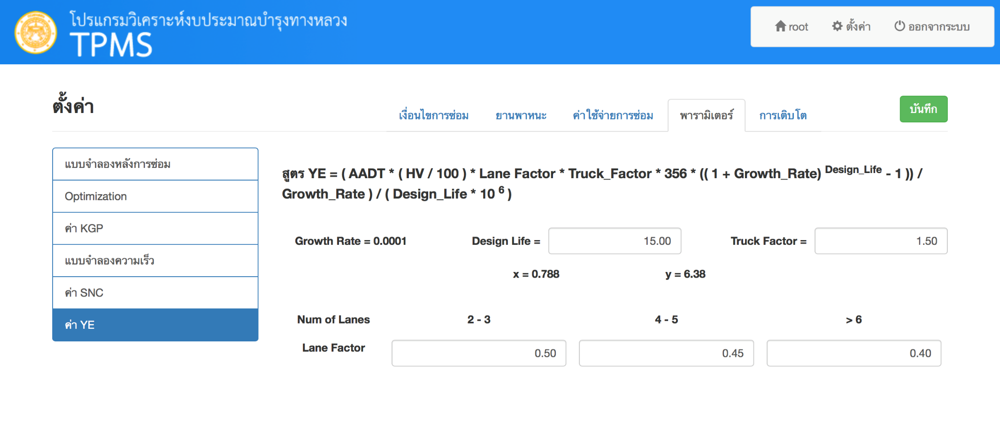 โปรแกรมวิเคราะห์งบประมาณบำรุงทางหลวง
TPMS
root ตั้งค่า ออกจากระบบ
ตั้งค่า
เงื่อนไขการซ่อม ยานพาหนะ ค่าใช้จ่ายการซ่อม พารามิเตอร์ การเติบโต บันทึก
แบบจำลองหลังการซ่อม
Optimization
ค่า KGP
แบบจำลองความเร็ว
ค่า SNC
ค่า YE
สูตร YE = ( AADT * ( HV / 100 ) * Lane Factor * Truck_Factor * 356 * (( 1 + Growth_Rate) Design_Life - 1 )) /
Growth_Rate ) / ( Design_Life * 10 6 )
Growth Rate = 0.0001 Design Life = 15.00 Truck Factor = 1.50
x = 0.788 y = 6.38
Num of Lanes 2 - 3 4 - 5 > 6
Lane Factor 0.50 0.45 0.40